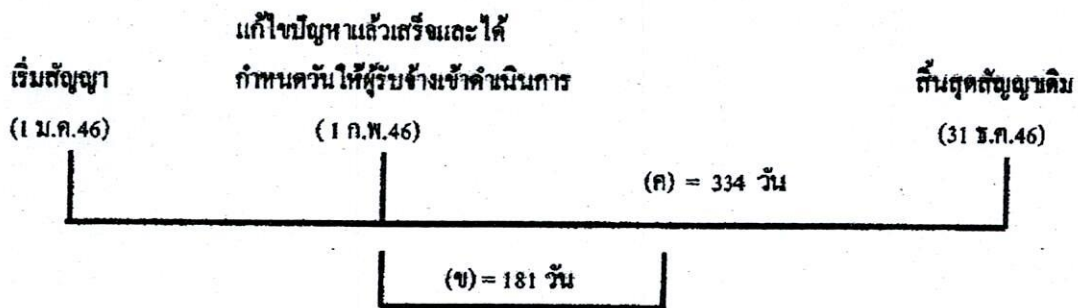 แก้ไขปัญหาแล้วเสร็จและได้
เริ่มสัญญา กำหนดวันให้ผู้รับจ้างเข้าดำเนินการ สิ้นสุดสัญญาเดิม
(1 ม.ค.46) (1 ก.พ.46) (31 ธ.ค.46)
(ค) = 334 วัน
(ข) = 181 วัน